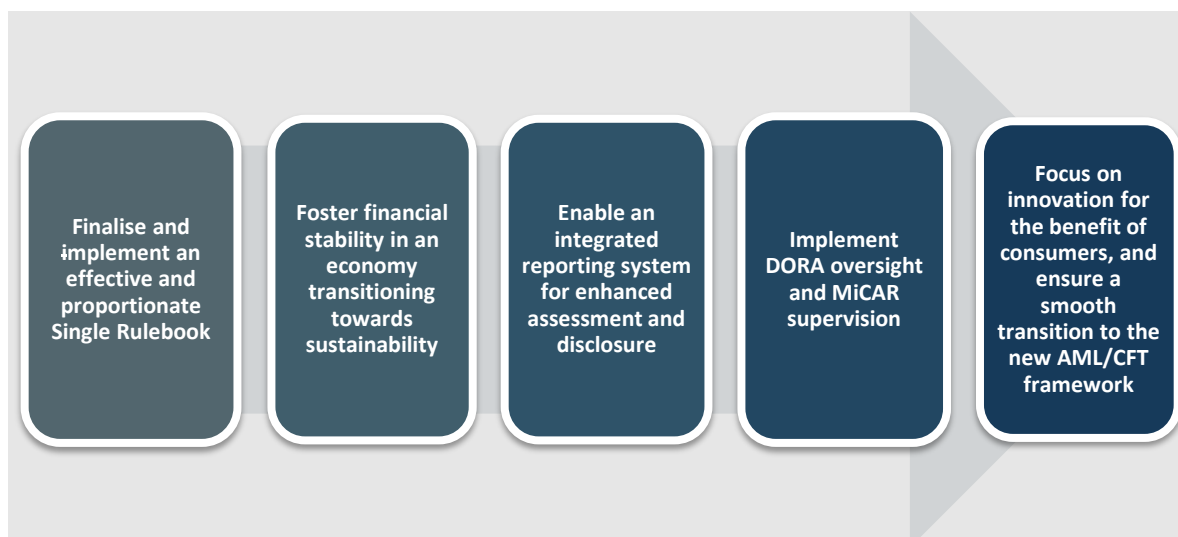 Finalise and
implement an
effective and
proportionate
Single Rulebook
Foster financial
stability in an
economy
transitioning
towards
sustainability
Enable an
integrated
reporting system
for enhanced
assessment and
disclosure
Implement
DORA oversight
and MiCAR
supervision
Focus on
innovation for
the benefit of
consumers, and
ensure a
smooth
transition to the
new AML/CFT
framework